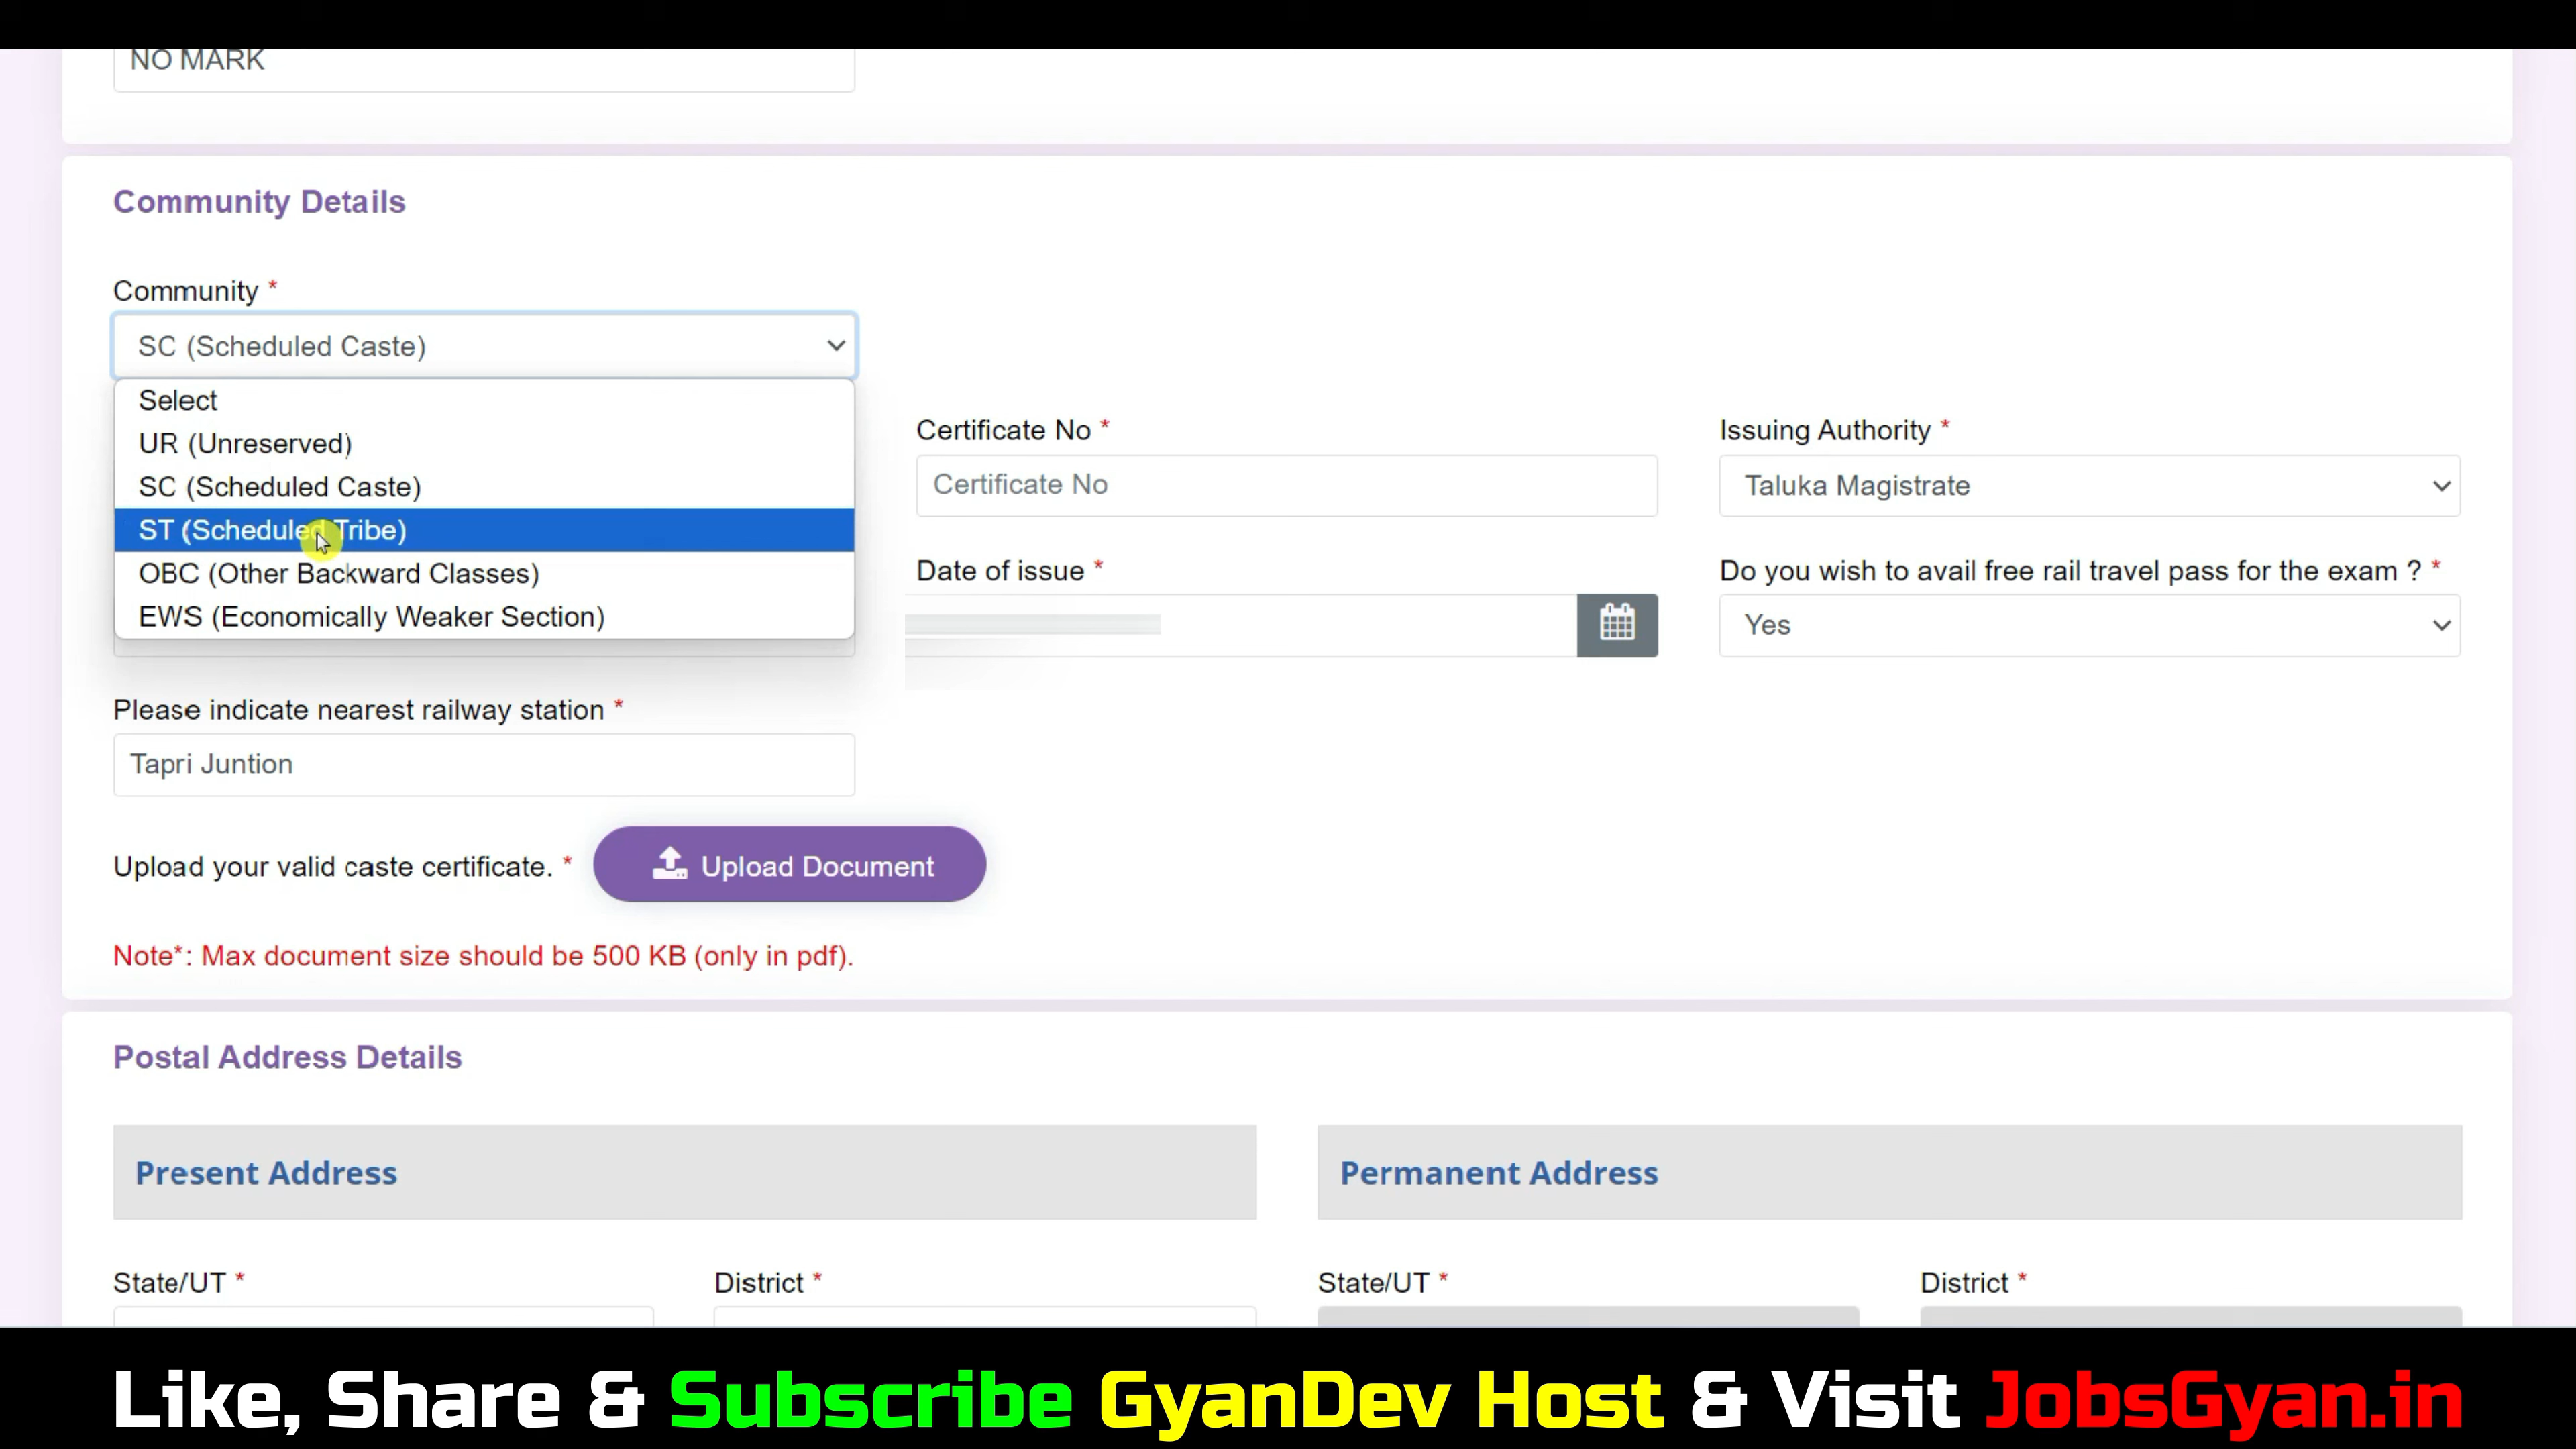 NO MARK
Community Details
Community *
SC (Scheduled Caste)
Select
UR (Unreserved)
SC (Scheduled Caste)
ST (Scheduled Tribe)
OBC (Other Backward Classes)
EWS (Economically Weaker Section)
Certificate No *
Certificate No
Issuing Authority *
Taluka Magistrate
Date of issue *
Do you wish to avail free rail travel pass for the exam ? *
Yes
Please indicate nearest railway station *
Tapri Juntion
Upload your valid caste certificate. *
Upload Document
Note*: Max document size should be 500 KB (only in pdf).
Postal Address Details
Present Address
Permanent Address
State/UT *
District *
State/UT *
District *
Like, Share & Subscribe GyanDev Host & Visit JobsGyan.in